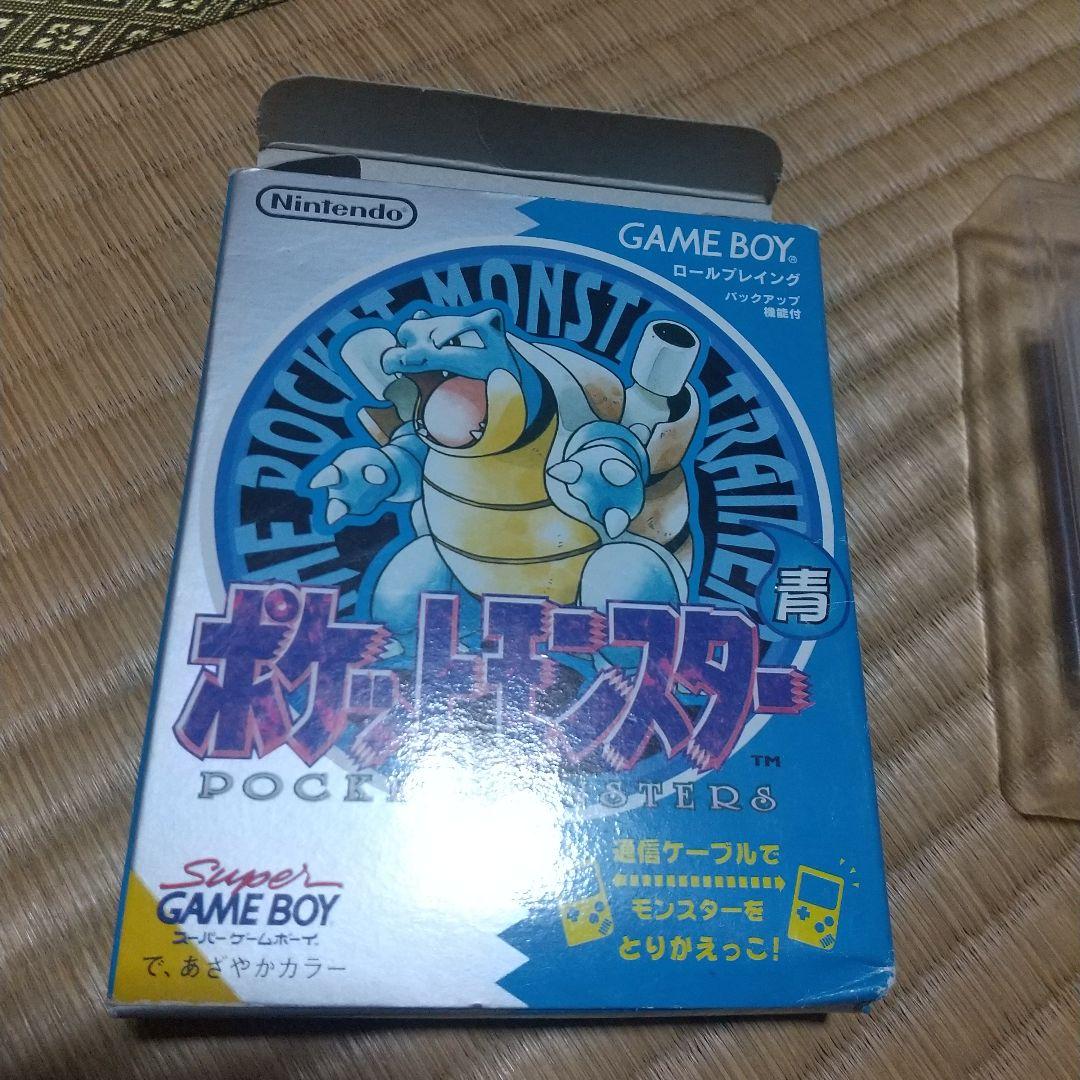 Nintendo®
GAME BOY®
ロールプレイング
バックアップ
機能付
THE POCKET MONSTER TRAINER
青
ポケットモンスター
TM
POCKET MONSTERS
Super
GAME BOY
スーパーゲームボーイ
で、あざやかカラー
通信ケーブルで
モンスターを
とりかえっこ!